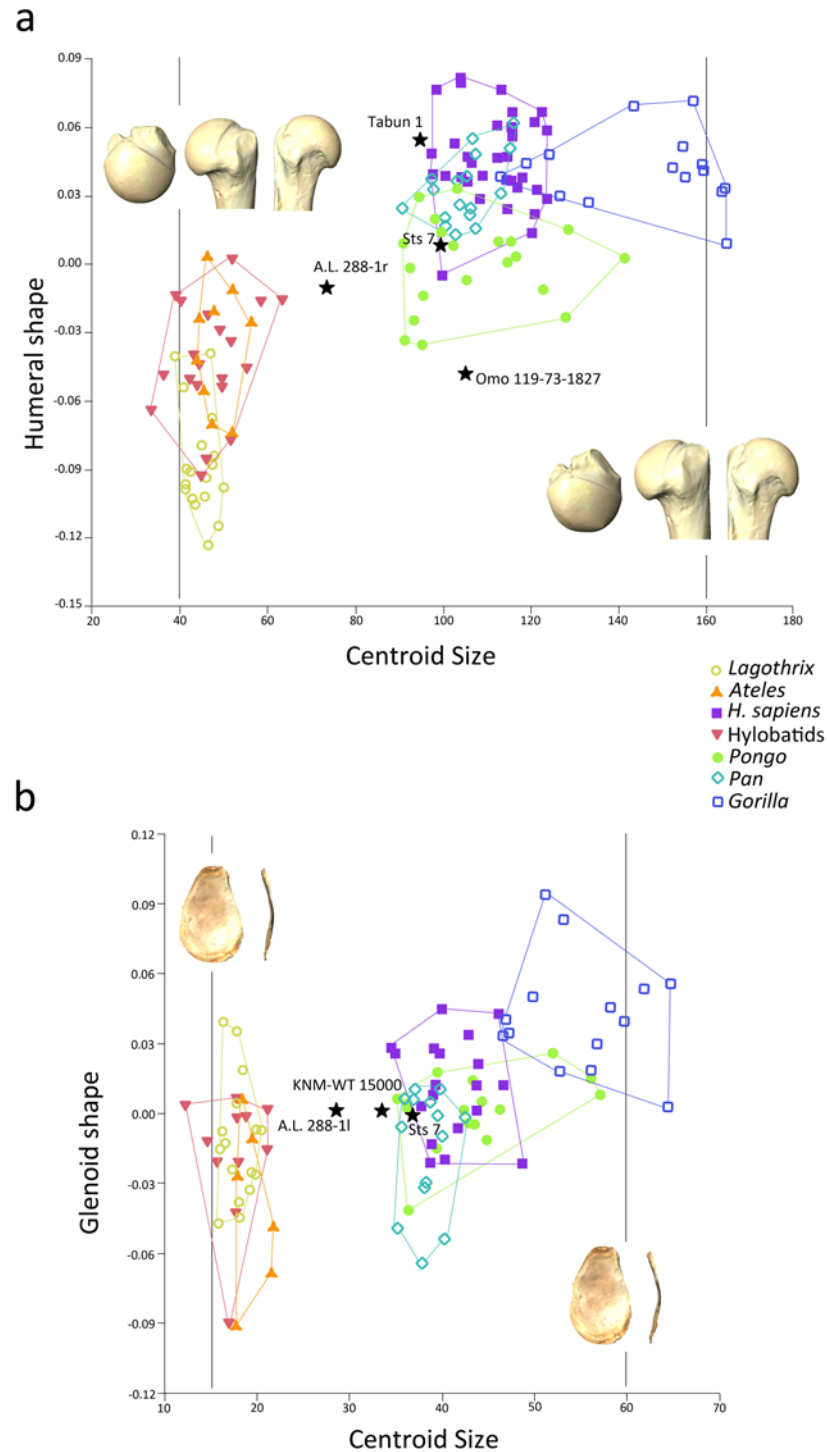 a
0.09
0.06
0.03
0.00
-0.03
-0.06
-0.09
-0.12
-0.15
Humeral shape
Tabun 1
Sts 7
A.L. 288-1r
Omo 119-73-1827
20 40 60 80 100 120 140 160 180
Centroid Size
Lagothrix
Ateles
H. sapiens
Hylobatids
Pongo
Pan
Gorilla
b
0.12
0.09
0.06
0.03
0.00
-0.03
-0.06
-0.09
-0.12
Glenoid shape
KNM-WT 15000
A.L. 288-1l
Sts 7
10 20 30 40 50 60 70
Centroid Size